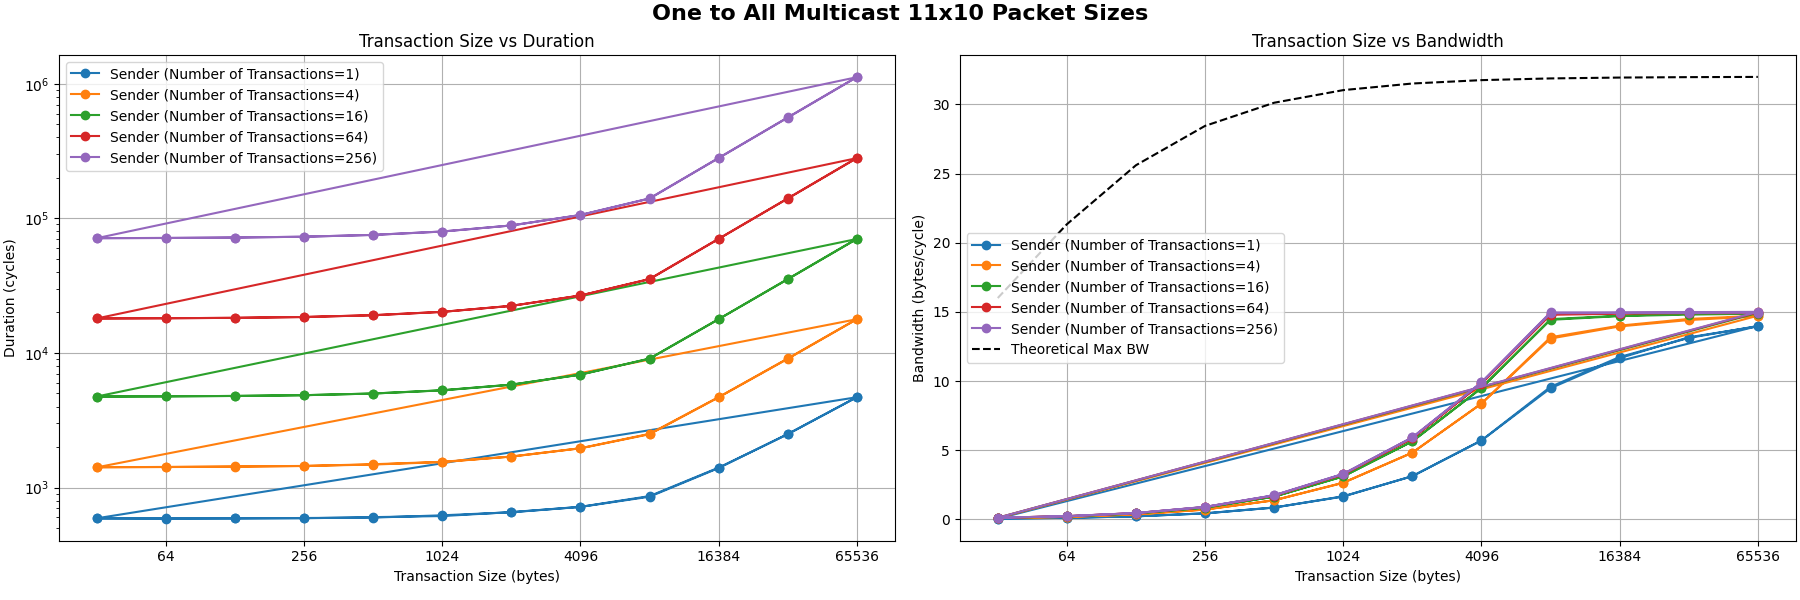 One to All Multicast 11x10 Packet Sizes
Transaction Size vs Duration
Duration (cycles)
10^6
10^5
10^4
10^3
Sender (Number of Transactions=1)
Sender (Number of Transactions=4)
Sender (Number of Transactions=16)
Sender (Number of Transactions=64)
Sender (Number of Transactions=256)
64 256 1024 4096 16384 65536
Transaction Size (bytes)
Transaction Size vs Bandwidth
Bandwidth (bytes/cycle)
30
25
20
15
10
5
0
Sender (Number of Transactions=1)
Sender (Number of Transactions=4)
Sender (Number of Transactions=16)
Sender (Number of Transactions=64)
Sender (Number of Transactions=256)
Theoretical Max BW
64 256 1024 4096 16384 65536
Transaction Size (bytes)